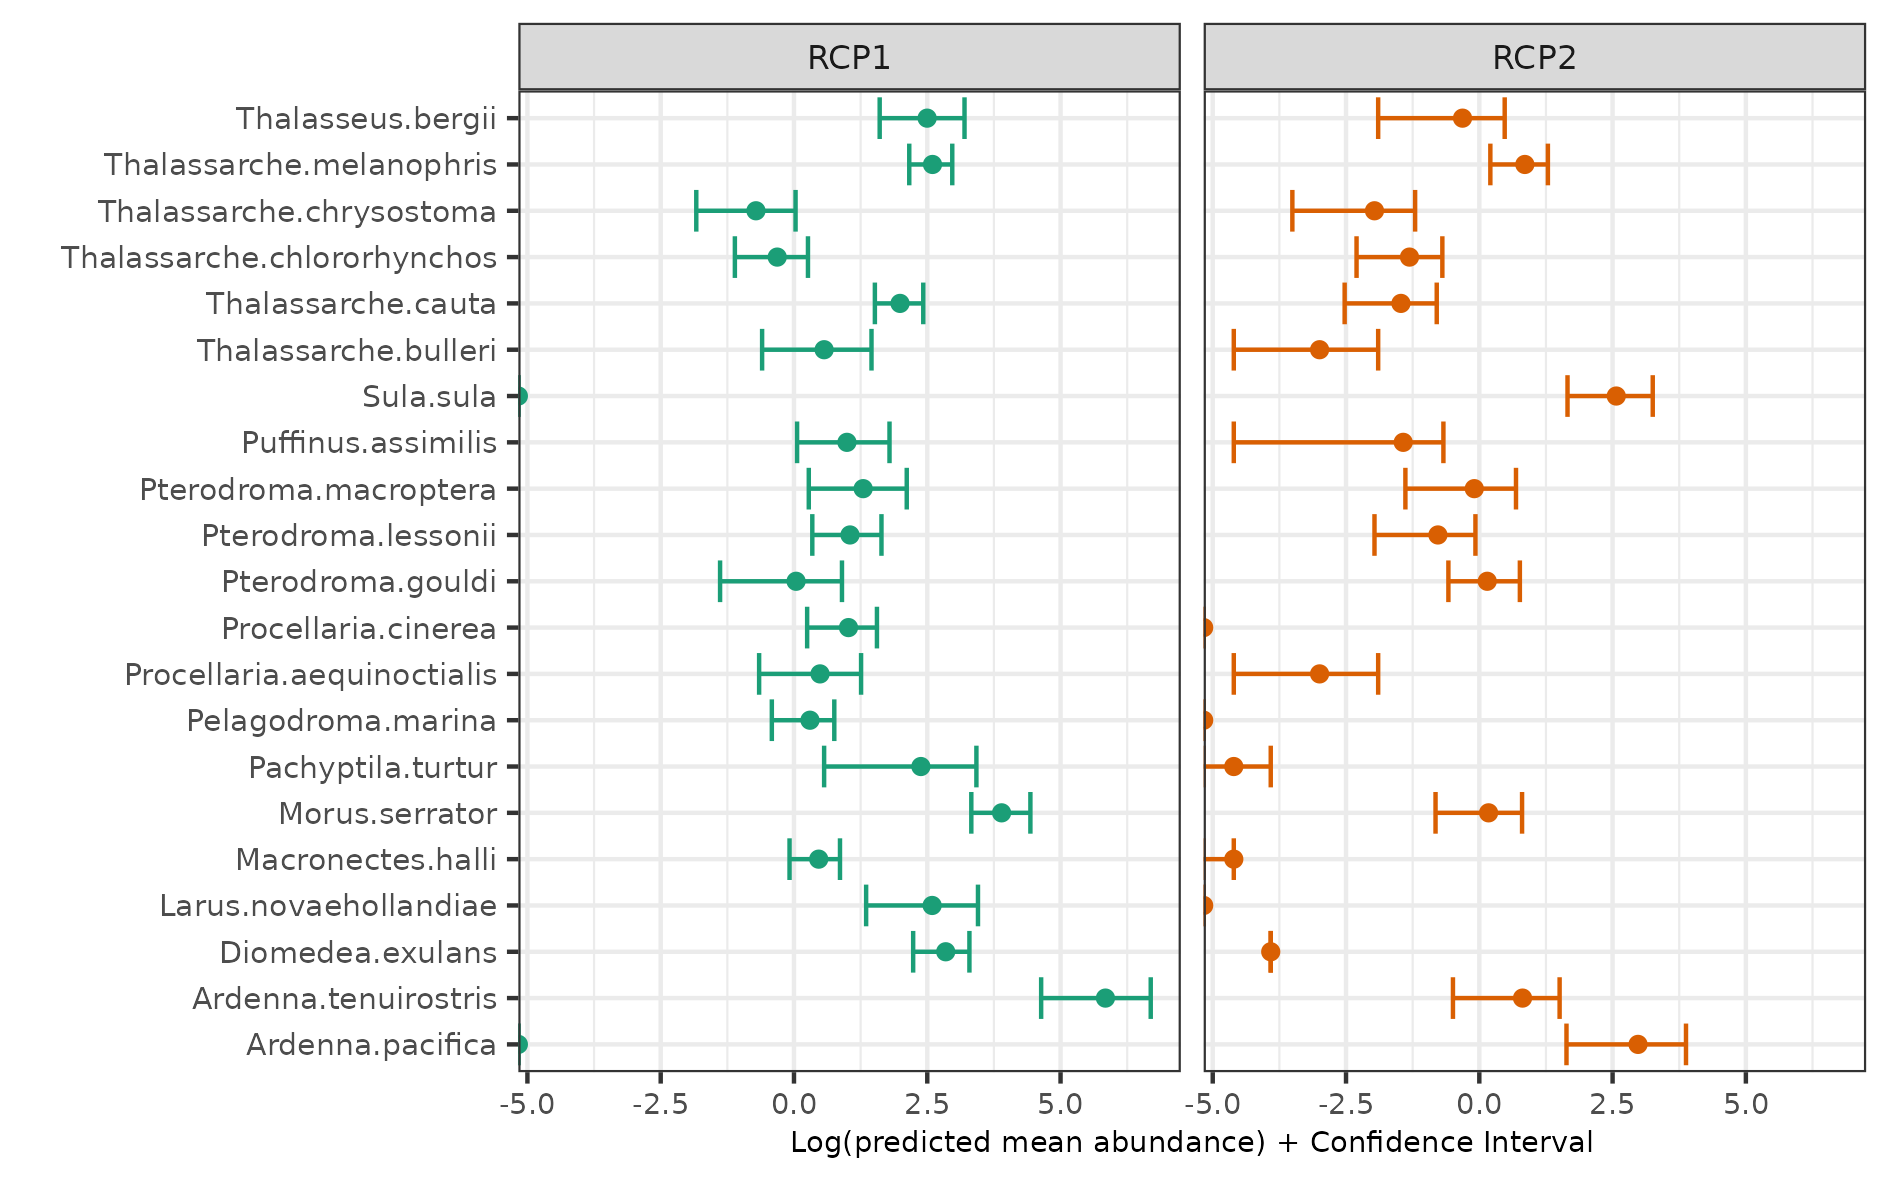 RCP1
RCP2
Thalasseus.bergii
Thalassarche.melanophris
Thalassarche.chrysostoma
Thalassarche.chlororhynchos
Thalassarche.cauta
Thalassarche.bulleri
Sula.sula
Puffinus.assimilis
Pterodroma.macroptera
Pterodroma.lessonii
Pterodroma.gouldi
Procellaria.cinerea
Procellaria.aequinoctialis
Pelagodroma.marina
Pachyptila.turtur
Morus.serrator
Macronectes.halli
Larus.novaehollandiae
Diomedea.exulans
Ardenna.tenuirostris
Ardenna.pacifica
-5.0 -2.5 0.0 2.5 5.0
-5.0 -2.5 0.0 2.5 5.0
Log(predicted mean abundance) + Confidence Interval